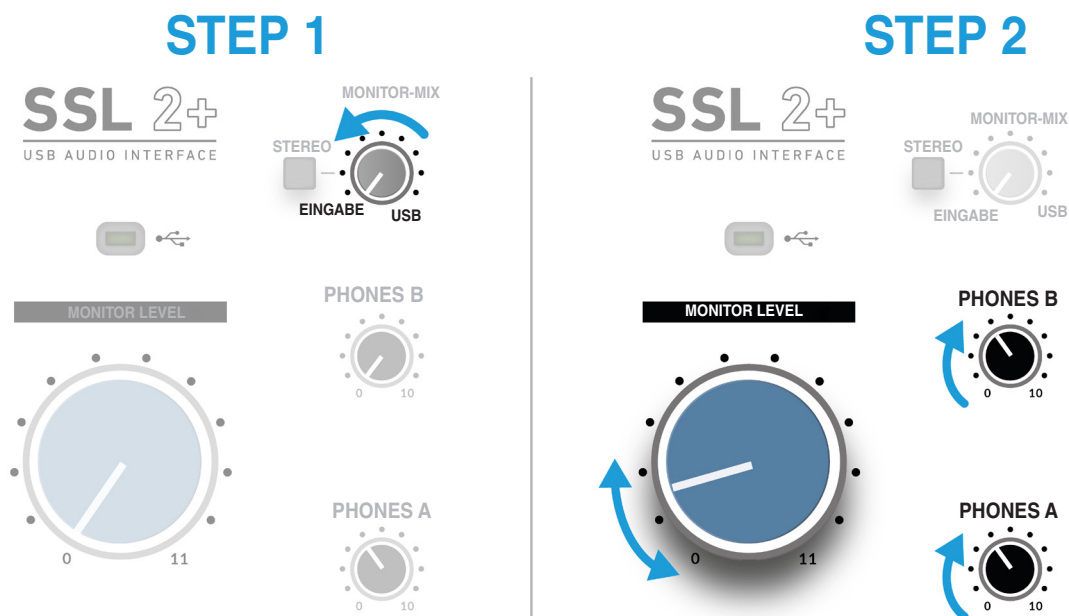 STEP 1
SSL 2+
USB AUDIO INTERFACE
MONITOR-MIX
STEREO
EINGABE
USB
MONITOR LEVEL
0
11
PHONES B
0
10
PHONES A
0
10
STEP 2
SSL 2+
USB AUDIO INTERFACE
MONITOR-MIX
STEREO
EINGABE
USB
MONITOR LEVEL
0
11
PHONES B
0
10
PHONES A
0
10